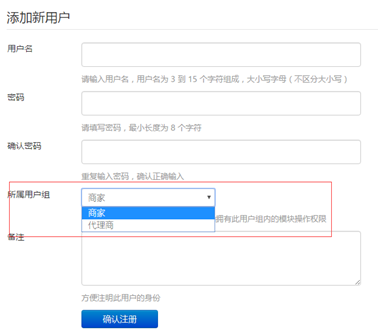 添加新用户
用户名
请输入用户名，用户名为 3 到 15 个字符组成，大小写字母（不区分大小写）
密码
请填写密码，最小长度为 8 个字符
确认密码
重复输入密码，确认正确输入
所属用户组
商家
商家
代理商
拥有此用户组内的模块操作权限
备注
方便注明此用户的身份
确认注册